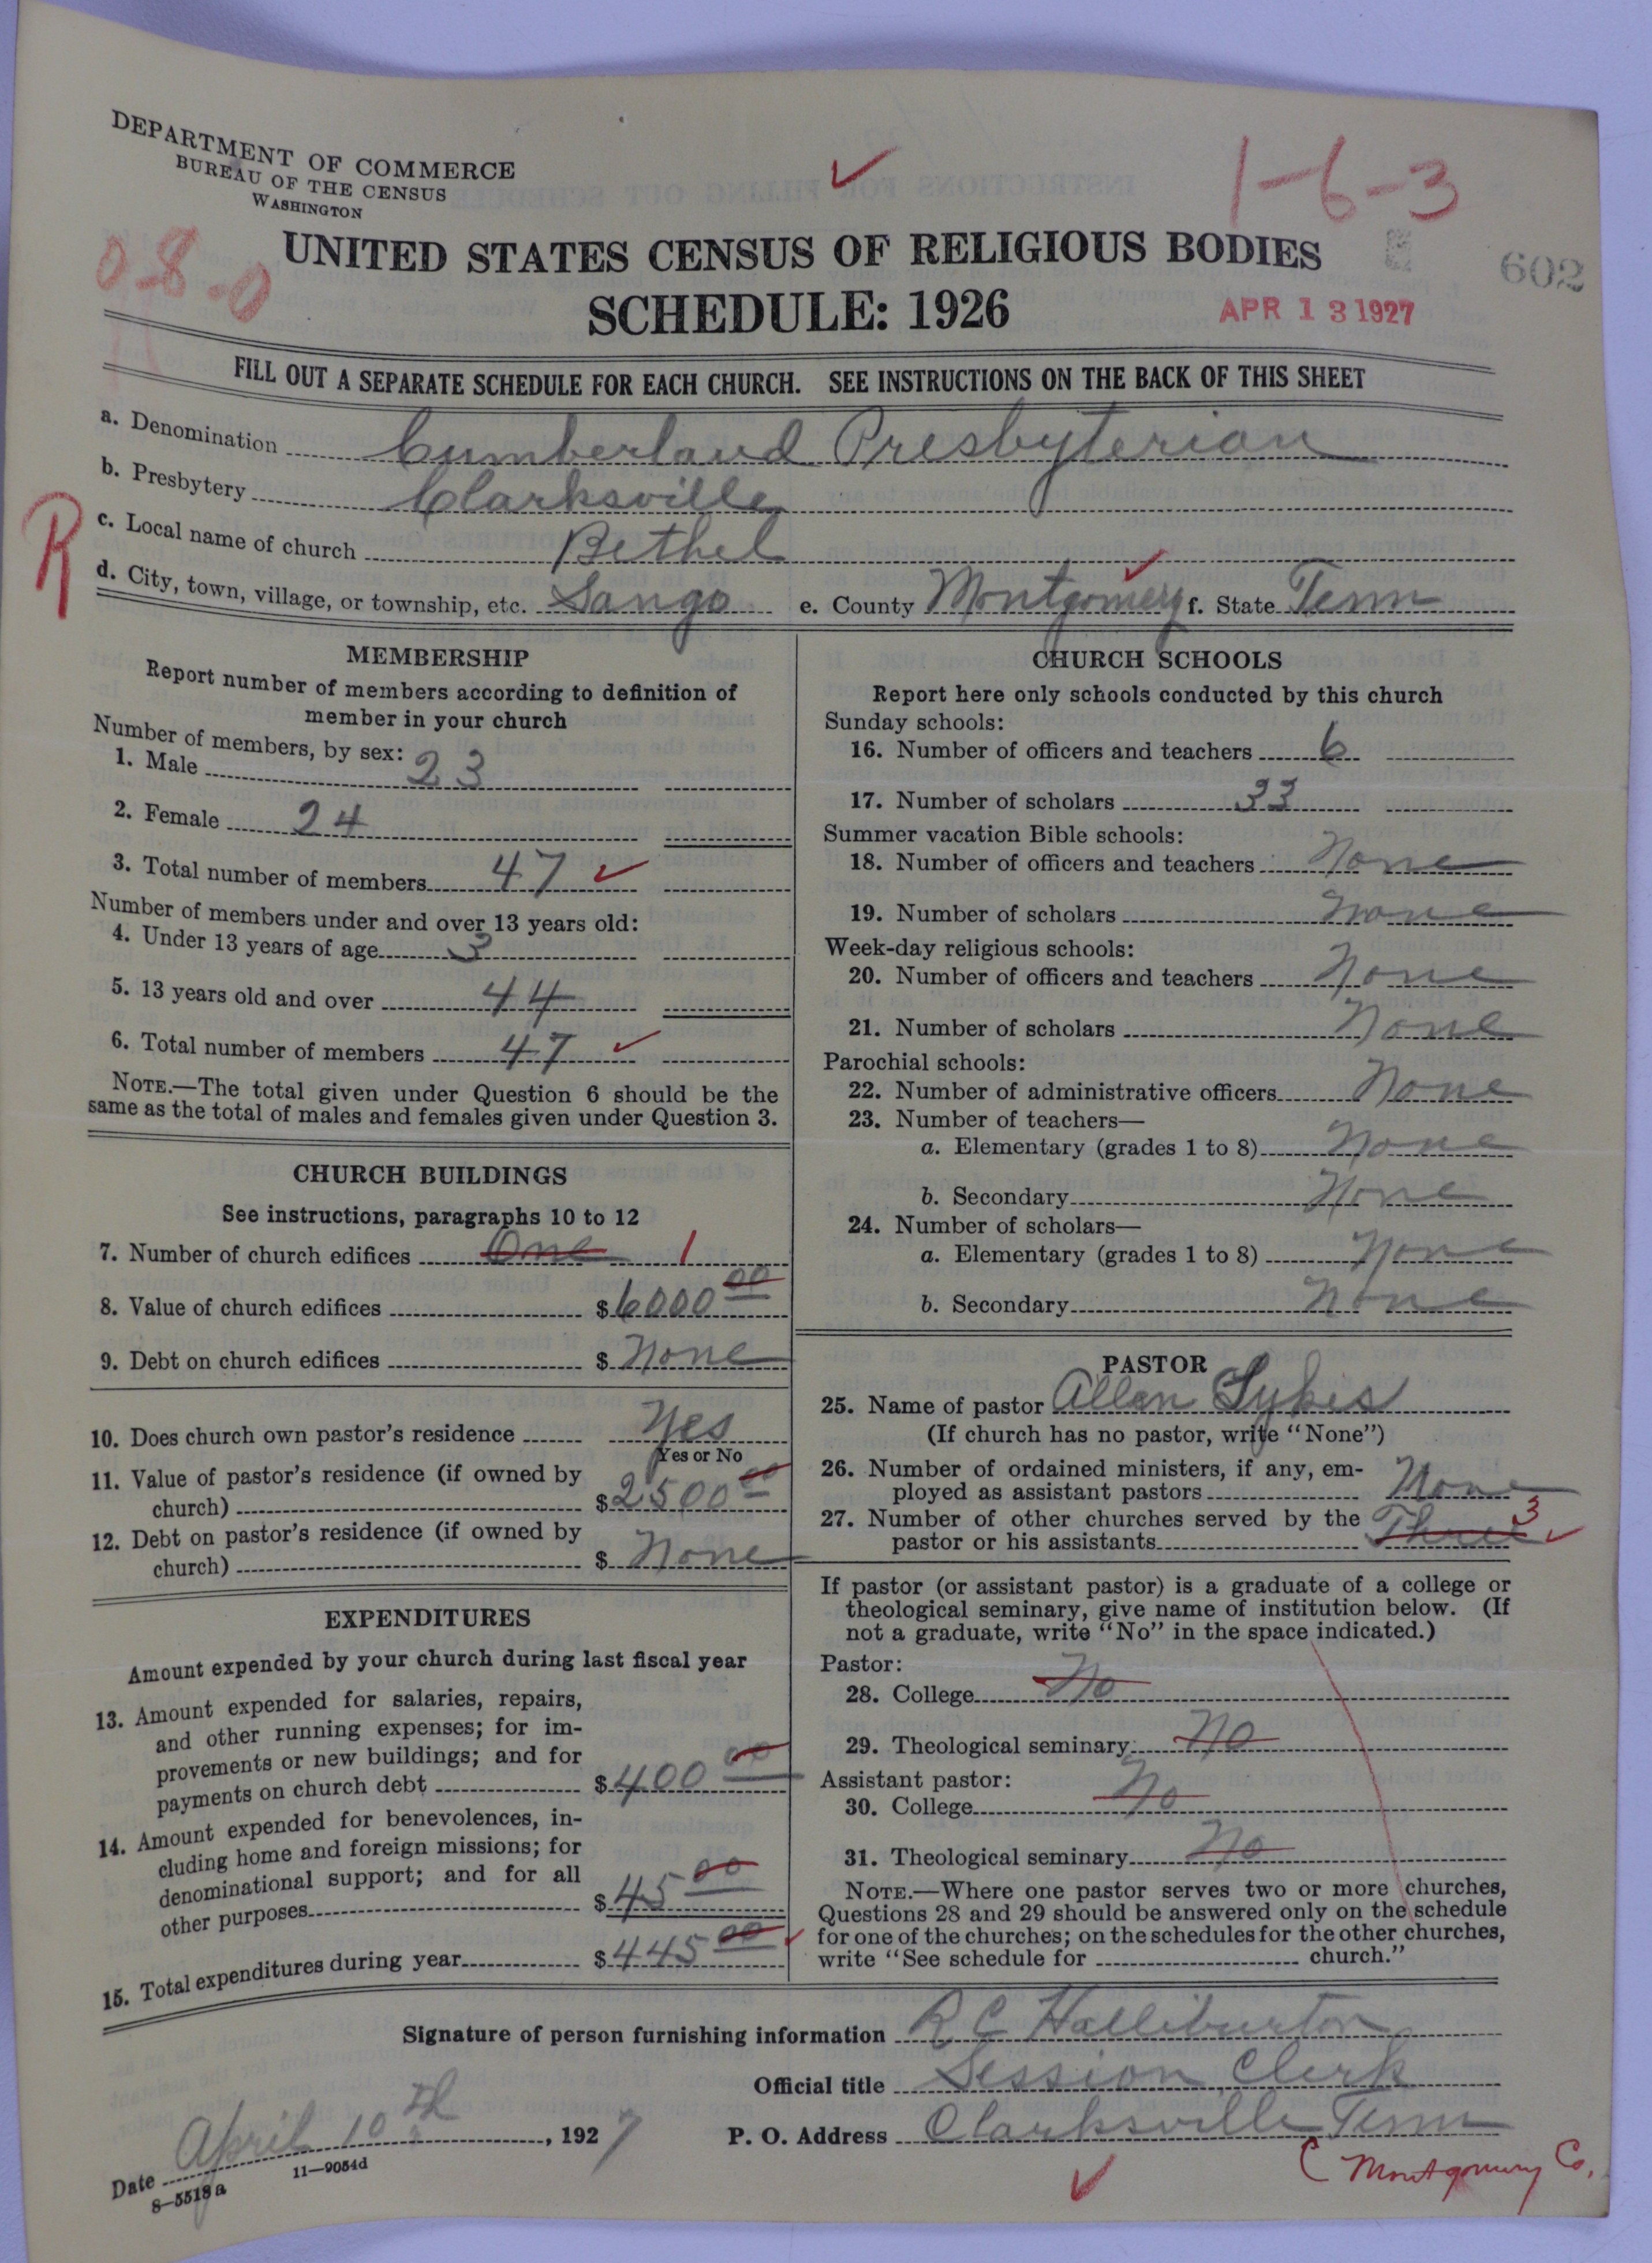 DEPARTMENT OF COMMERCE
BUREAU OF THE CENSUS
WASHINGTON
1-6-3
0-8-0
UNITED STATES CENSUS OF RELIGIOUS BODIES
602
SCHEDULE: 1926
APR 13 1927
FILL OUT A SEPARATE SCHEDULE FOR EACH CHURCH. SEE INSTRUCTIONS ON THE BACK OF THIS SHEET
a. Denomination Cumberland Presbyterian
b. Presbytery Clarksville
R
c. Local name of church Bethel
d. City, town, village, or township, etc. Sango e. County Montgomery f. State Tenn
MEMBERSHIP
Report number of members according to definition of
member in your church
Number of members, by sex:
1. Male 23
2. Female 24
3. Total number of members 47
Number of members under and over 13 years old:
4. Under 13 years of age 3
5. 13 years old and over 44
6. Total number of members 47
NOTE.—The total given under Question 6 should be the
same as the total of males and females given under Question 3.
CHURCH BUILDINGS
See instructions, paragraphs 10 to 12
7. Number of church edifices One 1
8. Value of church edifices $6000 00
9. Debt on church edifices $ None
10. Does church own pastor's residence Yes
Yes or No
11. Value of pastor's residence (if owned by
church) $2500 00
12. Debt on pastor's residence (if owned by
church) $ None
EXPENDITURES
Amount expended by your church during last fiscal year
13. Amount expended for salaries, repairs,
and other running expenses; for im-
provements or new buildings; and for
payments on church debt $400 00
14. Amount expended for benevolences, in-
cluding home and foreign missions; for
denominational support; and for all
other purposes $45 00
15. Total expenditures during year $445 00
CHURCH SCHOOLS
Report here only schools conducted by this church
Sunday schools:
16. Number of officers and teachers 6
17. Number of scholars 33
Summer vacation Bible schools:
18. Number of officers and teachers None
19. Number of scholars None
Week-day religious schools:
20. Number of officers and teachers None
21. Number of scholars None
Parochial schools:
22. Number of administrative officers None
23. Number of teachers—
a. Elementary (grades 1 to 8) None
b. Secondary None
24. Number of scholars—
a. Elementary (grades 1 to 8) None
b. Secondary None
PASTOR
25. Name of pastor Allen Sykes
(If church has no pastor, write "None")
26. Number of ordained ministers, if any, em-
ployed as assistant pastors None
27. Number of other churches served by the
pastor or his assistants Three 3
If pastor (or assistant pastor) is a graduate of a college or
theological seminary, give name of institution below. (If
not a graduate, write "No" in the space indicated.)
Pastor:
28. College No
29. Theological seminary No
Assistant pastor:
30. College No
31. Theological seminary No
NOTE.—Where one pastor serves two or more churches,
Questions 28 and 29 should be answered only on the schedule
for one of the churches; on the schedules for the other churches,
write "See schedule for church."
Signature of person furnishing information R C Halliburton
Official title Session Clerk
Date April 10th, 1927
P. O. Address Clarksville Tenn
11—9054d
8-5518a
C Montgomery Co.